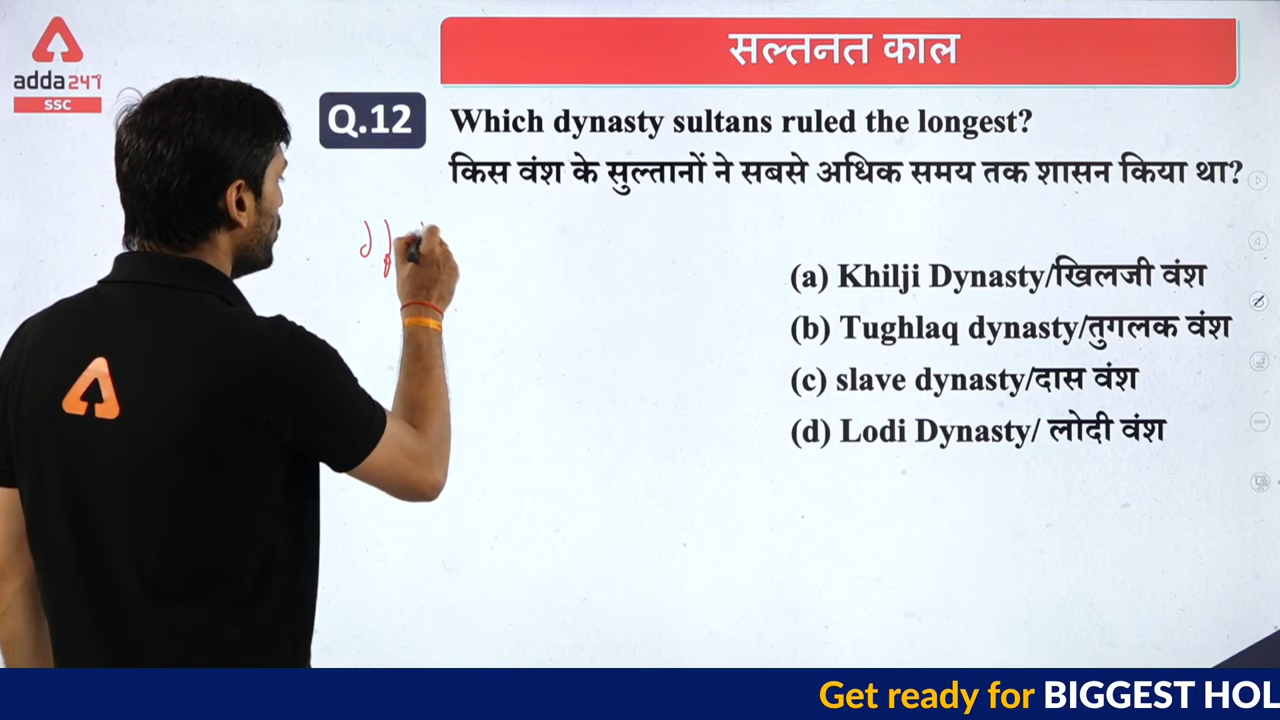 adda247
SSC
सल्तनत काल
Q.12
Which dynasty sultans ruled the longest?
किस वंश के सुल्तानों ने सबसे अधिक समय तक शासन किया था?
(a) Khilji Dynasty/खिलजी वंश
(b) Tughlaq dynasty/तुगलक वंश
(c) slave dynasty/दास वंश
(d) Lodi Dynasty/ लोदी वंश
Get ready for BIGGEST HOL